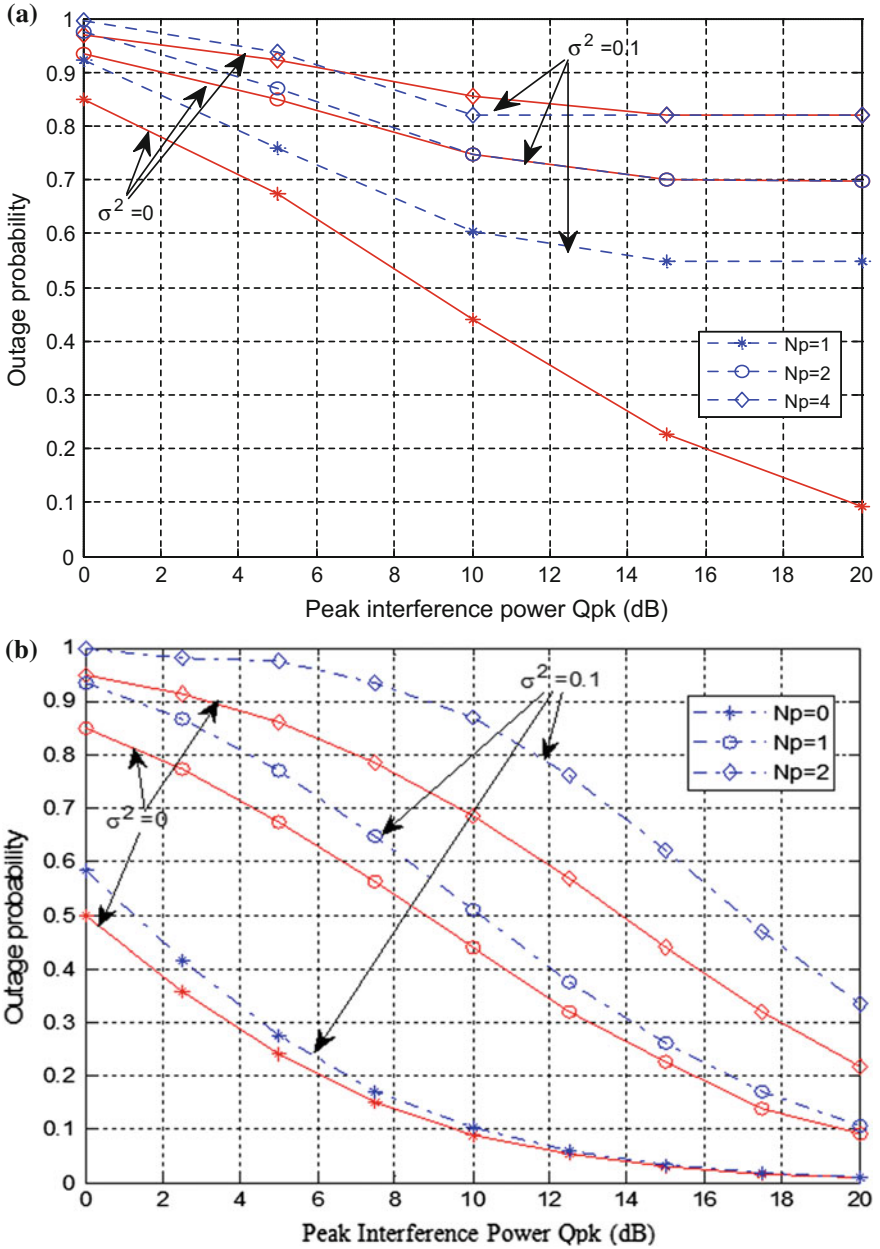 (a)
1
0.9
0.8
0.7
0.6
0.5
0.4
0.3
0.2
0.1
0
Outage probability
σ² =0.1
σ² =0
Np=1
Np=2
Np=4
0 2 4 6 8 10 12 14 16 18 20
Peak interference power Qpk (dB)
(b)
1
0.9
0.8
0.7
0.6
0.5
0.4
0.3
0.2
0.1
0
Outage probability
σ²=0.1
σ²=0
Np=0
Np=1
Np=2
0 2 4 6 8 10 12 14 16 18 20
Peak Interference Power Qpk (dB)